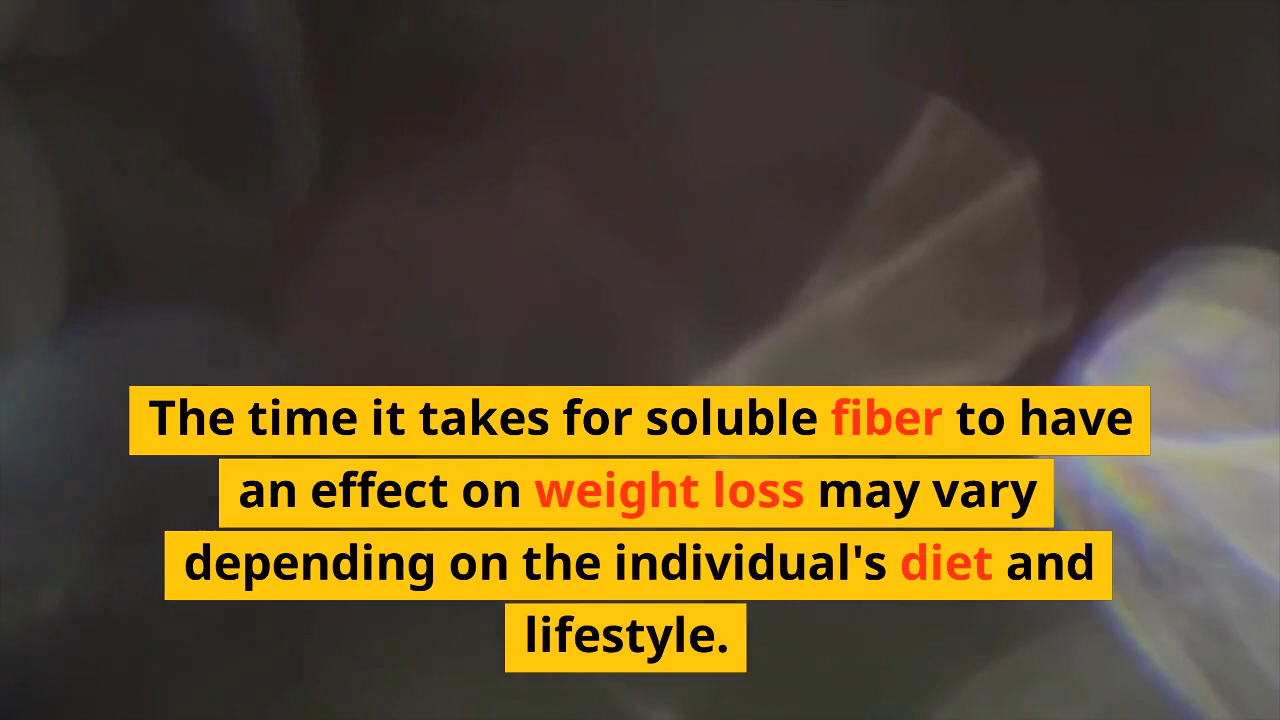 The time it takes for soluble fiber to have
an effect on weight loss may vary
depending on the individual's diet and
lifestyle.